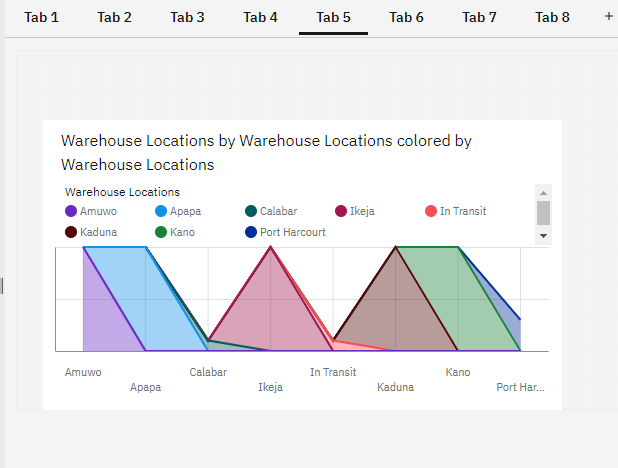 Tab 1 Tab 2 Tab 3 Tab 4 Tab 5 Tab 6 Tab 7 Tab 8 +
Warehouse Locations by Warehouse Locations colored by
Warehouse Locations
Warehouse Locations
Amuwo Apapa Calabar Ikeja In Transit
Kaduna Kano Port Harcourt
Amuwo Calabar In Transit Kano
Apapa Ikeja Kaduna Port Har...